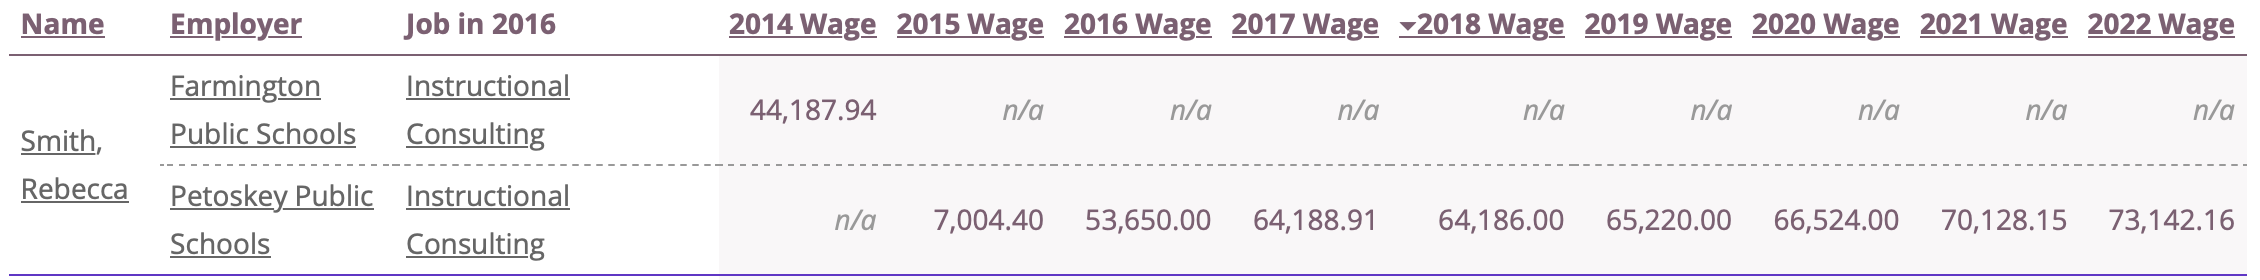 Name Employer Job in 2016 2014 Wage 2015 Wage 2016 Wage 2017 Wage ▾2018 Wage 2019 Wage 2020 Wage 2021 Wage 2022 Wage
Smith,
Rebecca
Farmington
Public Schools
Instructional
Consulting
44,187.94 n/a n/a n/a n/a n/a n/a n/a n/a
Petoskey Public
Schools
Instructional
Consulting
n/a 7,004.40 53,650.00 64,188.91 64,186.00 65,220.00 66,524.00 70,128.15 73,142.16